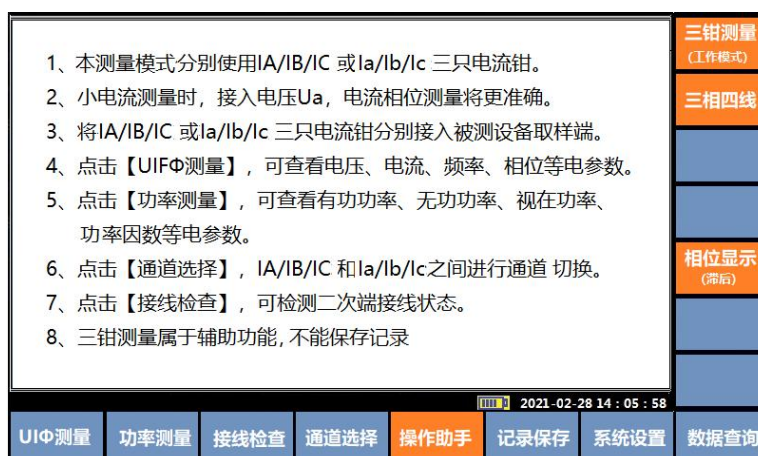 1、本测量模式分别使用IA/IB/IC 或Ia/Ib/Ic 三只电流钳。
2、小电流测量时，接入电压Ua，电流相位测量将更准确。
3、将IA/IB/IC 或Ia/Ib/Ic 三只电流钳分别接入被测设备取样端。
4、点击【UIFΦ测量】，可查看电压、电流、频率、相位等电参数。
5、点击【功率测量】，可查看有功功率、无功功率、视在功率、
功率因数等电参数。
6、点击【通道选择】，IA/IB/IC 和Ia/Ib/Ic之间进行通道 切换。
7、点击【接线检查】，可检测二次端接线状态。
8、三钳测量属于辅助功能,不能保存记录
三钳测量
(工作模式)
三相四线
相位显示
(滞后)
2021-02-28 14：05：58
UIΦ测量 功率测量 接线检查 通道选择 操作助手 记录保存 系统设置 数据查询